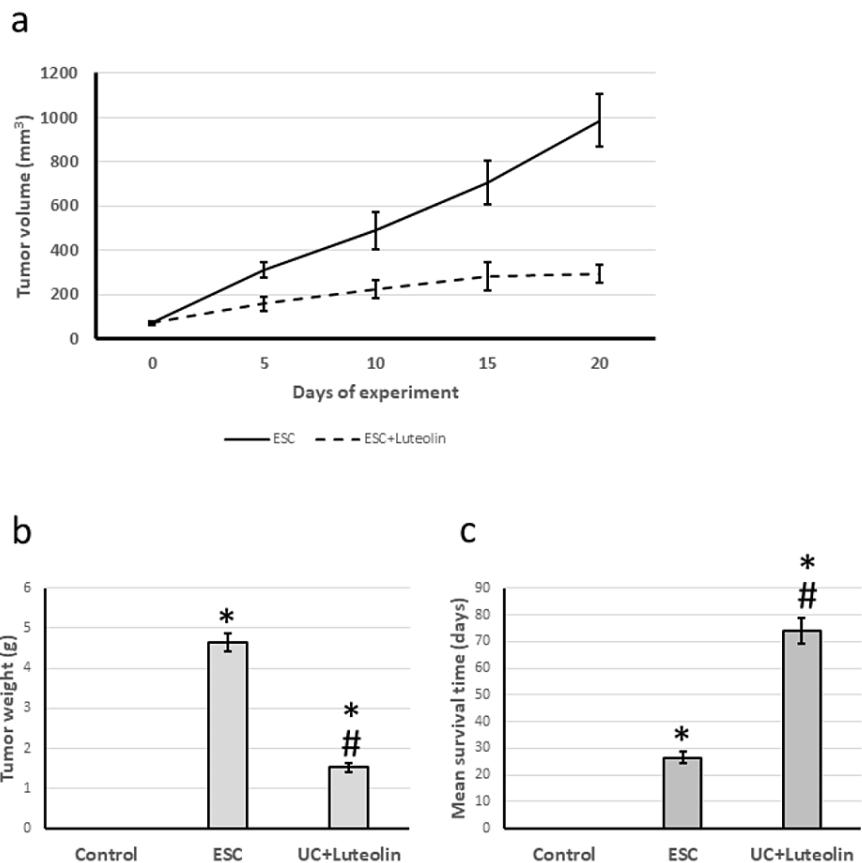 a
Tumor volume (mm³)
1200
1000
800
600
400
200
0
0 5 10 15 20
Days of experiment
ESC ESC+Luteolin
b
Tumor weight (g)
6
5
4
3
2
1
0
*
*
#
Control ESC UC+Luteolin
c
Mean survival time (days)
90
80
70
60
50
40
30
20
10
0
*
*
#
Control ESC UC+Luteolin